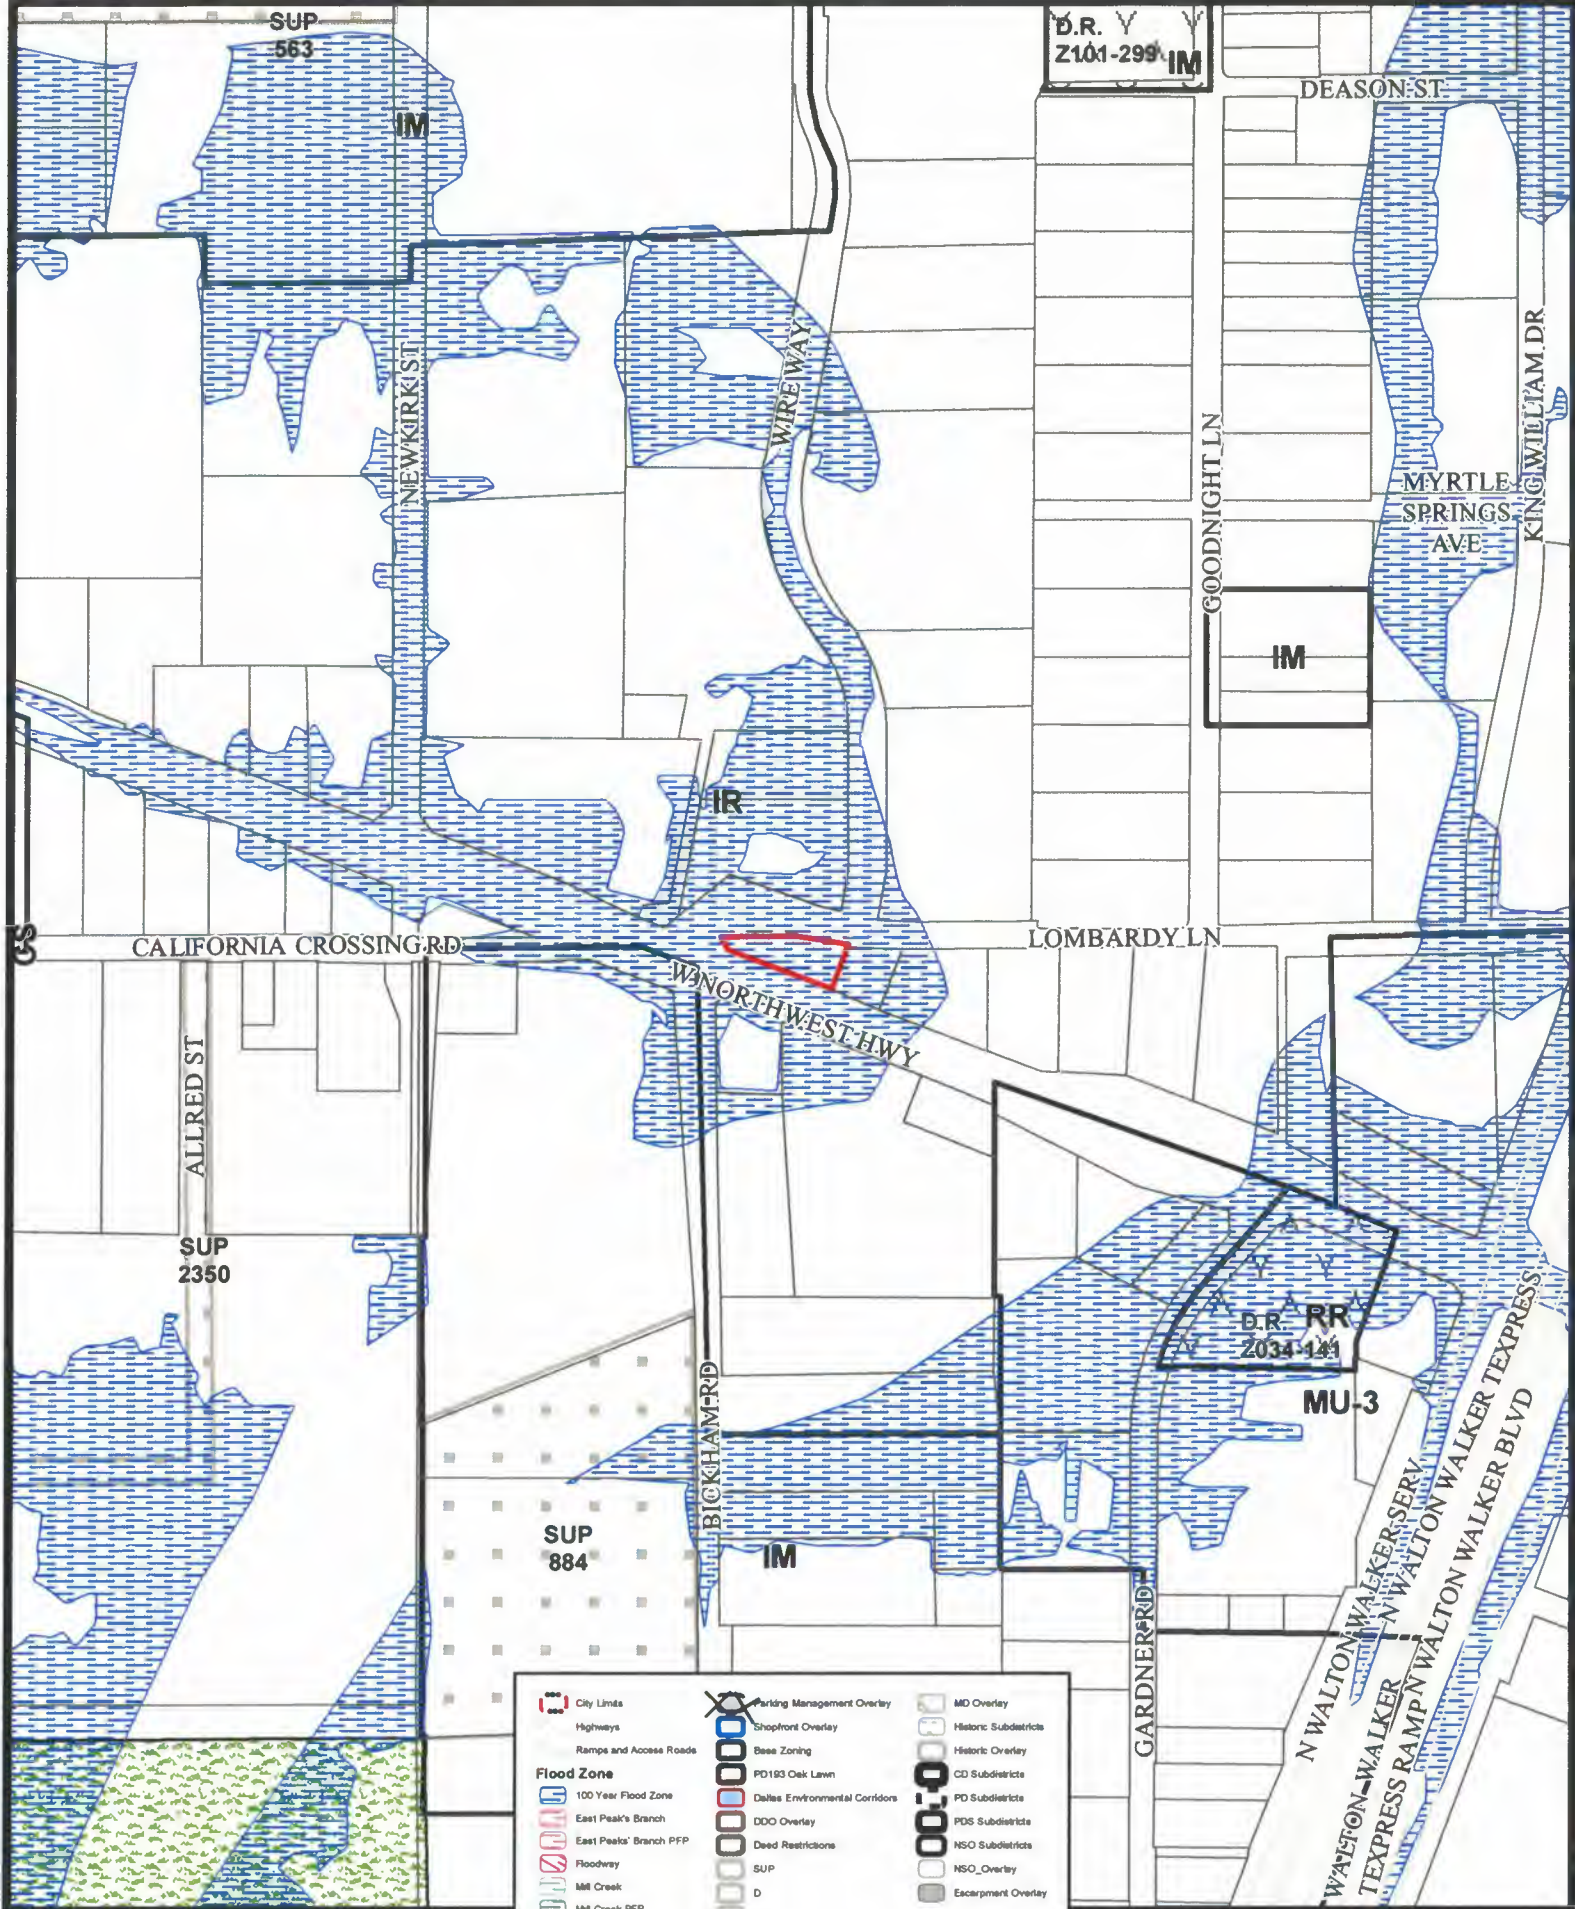 SUP
563
D.R.
Z101-299
IM
DEASON ST
IM
NEWKIRK ST
WIREWAY
GOODNIGHT LN
KING WILLIAM DR
MYRTLE
SPRINGS
AVE
IM
IR
CS
CALIFORNIA CROSSING RD
LOMBARDY LN
W NORTHWEST HWY
ALLRED ST
SUP
2350
D.R.
RR
Z034-141
MU-3
BICKHAM RD
SUP
884
IM
GARDNER RD
N WALTON WALKER SERV
N WALTON WALKER TEXPRESS
N WALTON WALKER BLVD
WALTON WALKER
TEXPRESS RAMP
City Limits
Highways
Ramps and Access Roads
Flood Zone
100 Year Flood Zone
East Peak's Branch
East Peaks' Branch PFP
Floodway
Mill Creek
Mill Creek PFP
Parking Management Overlay
Shopfront Overlay
Base Zoning
PD193 Oak Lawn
Dallas Environmental Corridors
DDO Overlay
Deed Restrictions
SUP
D
MD Overlay
Historic Subdistricts
Historic Overlay
CD Subdistricts
PD Subdistricts
PDS Subdistricts
NSO Subdistricts
NSO_Overlay
Escarpment Overlay